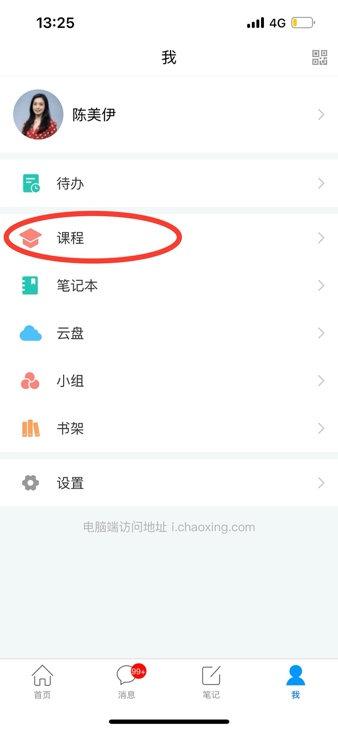 13:25
4G
我
陈美伊
待办
课程
笔记本
云盘
小组
书架
设置
电脑端访问地址 i.chaoxing.com
99+
首页
消息
笔记
我